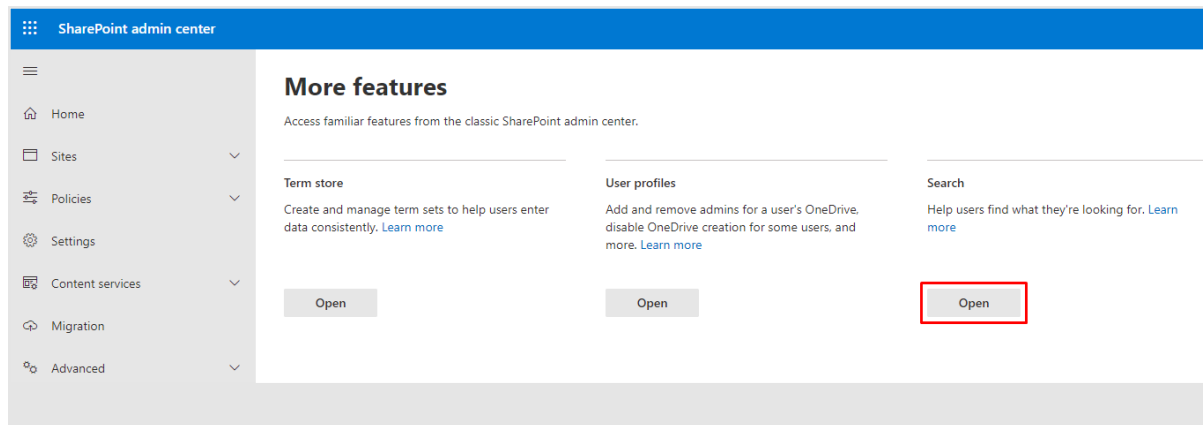 SharePoint admin center
Home
Sites
Policies
Settings
Content services
Migration
Advanced
More features
Access familiar features from the classic SharePoint admin center.
Term store
Create and manage term sets to help users enter
data consistently. Learn more
Open
User profiles
Add and remove admins for a user's OneDrive,
disable OneDrive creation for some users, and
more. Learn more
Open
Search
Help users find what they're looking for. Learn
more
Open